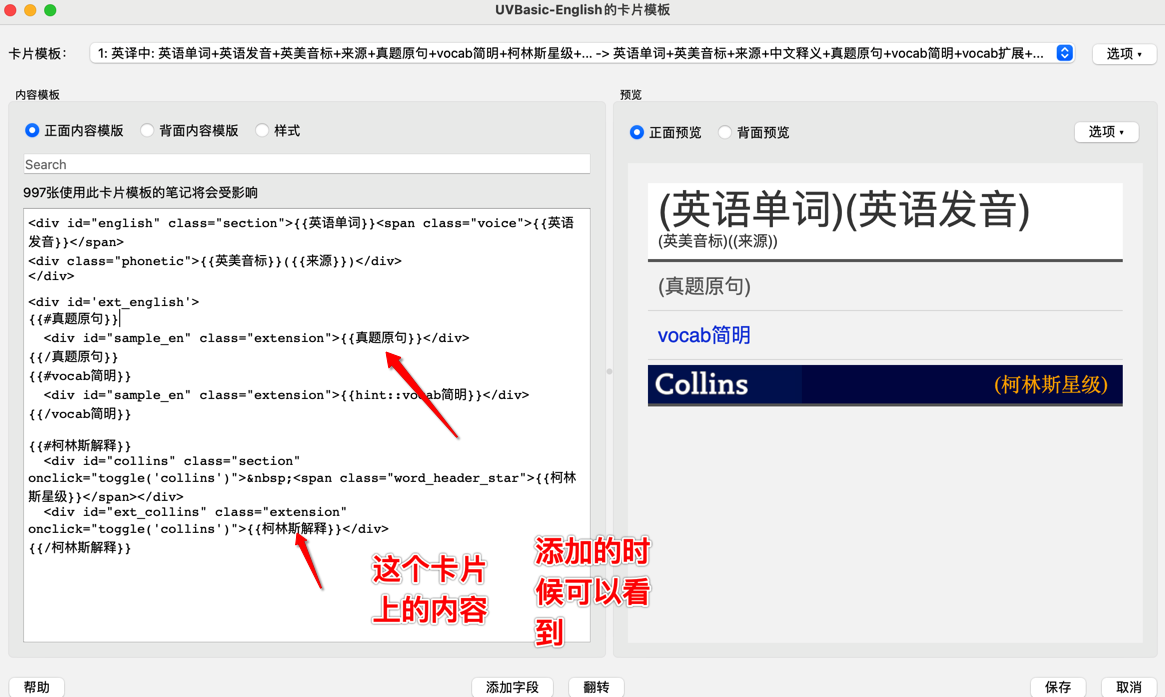 UVBasic-English的卡片模板
卡片模板：
1: 英译中: 英语单词+英语发音+英美音标+来源+真题原句+vocab简明+柯林斯星级+... -> 英语单词+英美音标+来源+中文释义+真题原句+vocab简明+vocab扩展+...
选项
内容模板
正面内容模版
背面内容模版
样式
Search
997张使用此卡片模板的笔记将会受影响
<div id="english" class="section">{{英语单词}}<span class="voice">{{英语
发音}}</span>
<div class="phonetic">{{英美音标}}({{来源}})</div>
</div>
<div id='ext_english'>
{{#真题原句}}
<div id="sample_en" class="extension">{{真题原句}}</div>
{{/真题原句}}
{{#vocab简明}}
<div id="sample_en" class="extension">{{hint::vocab简明}}</div>
{{/vocab简明}}
{{#柯林斯解释}}
<div id="collins" class="section"
onclick="toggle('collins')">&nbsp;<span class="word_header_star">{{柯林
斯星级}}</span></div>
<div id="ext_collins" class="extension"
onclick="toggle('collins')">{{柯林斯解释}}</div>
{{/柯林斯解释}}
这个卡片
上的内容
添加的时
候可以看
到
预览
正面预览
背面预览
选项
(英语单词)(英语发音)
(英美音标)((来源))
(真题原句)
vocab简明
Collins
(柯林斯星级)
帮助
添加字段
翻转
保存
取消